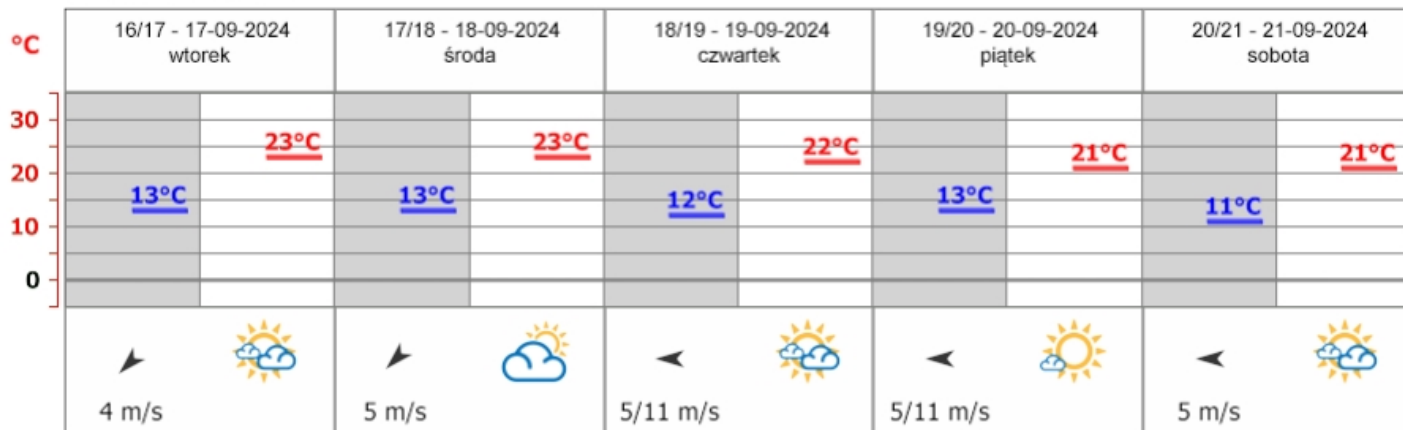 °C
16/17 - 17-09-2024
wtorek
17/18 - 18-09-2024
środa
18/19 - 19-09-2024
czwartek
19/20 - 20-09-2024
piątek
20/21 - 21-09-2024
sobota
30
20
10
0
23°C
23°C
22°C
21°C
21°C
13°C
13°C
12°C
13°C
11°C
4 m/s
5 m/s
5/11 m/s
5/11 m/s
5 m/s